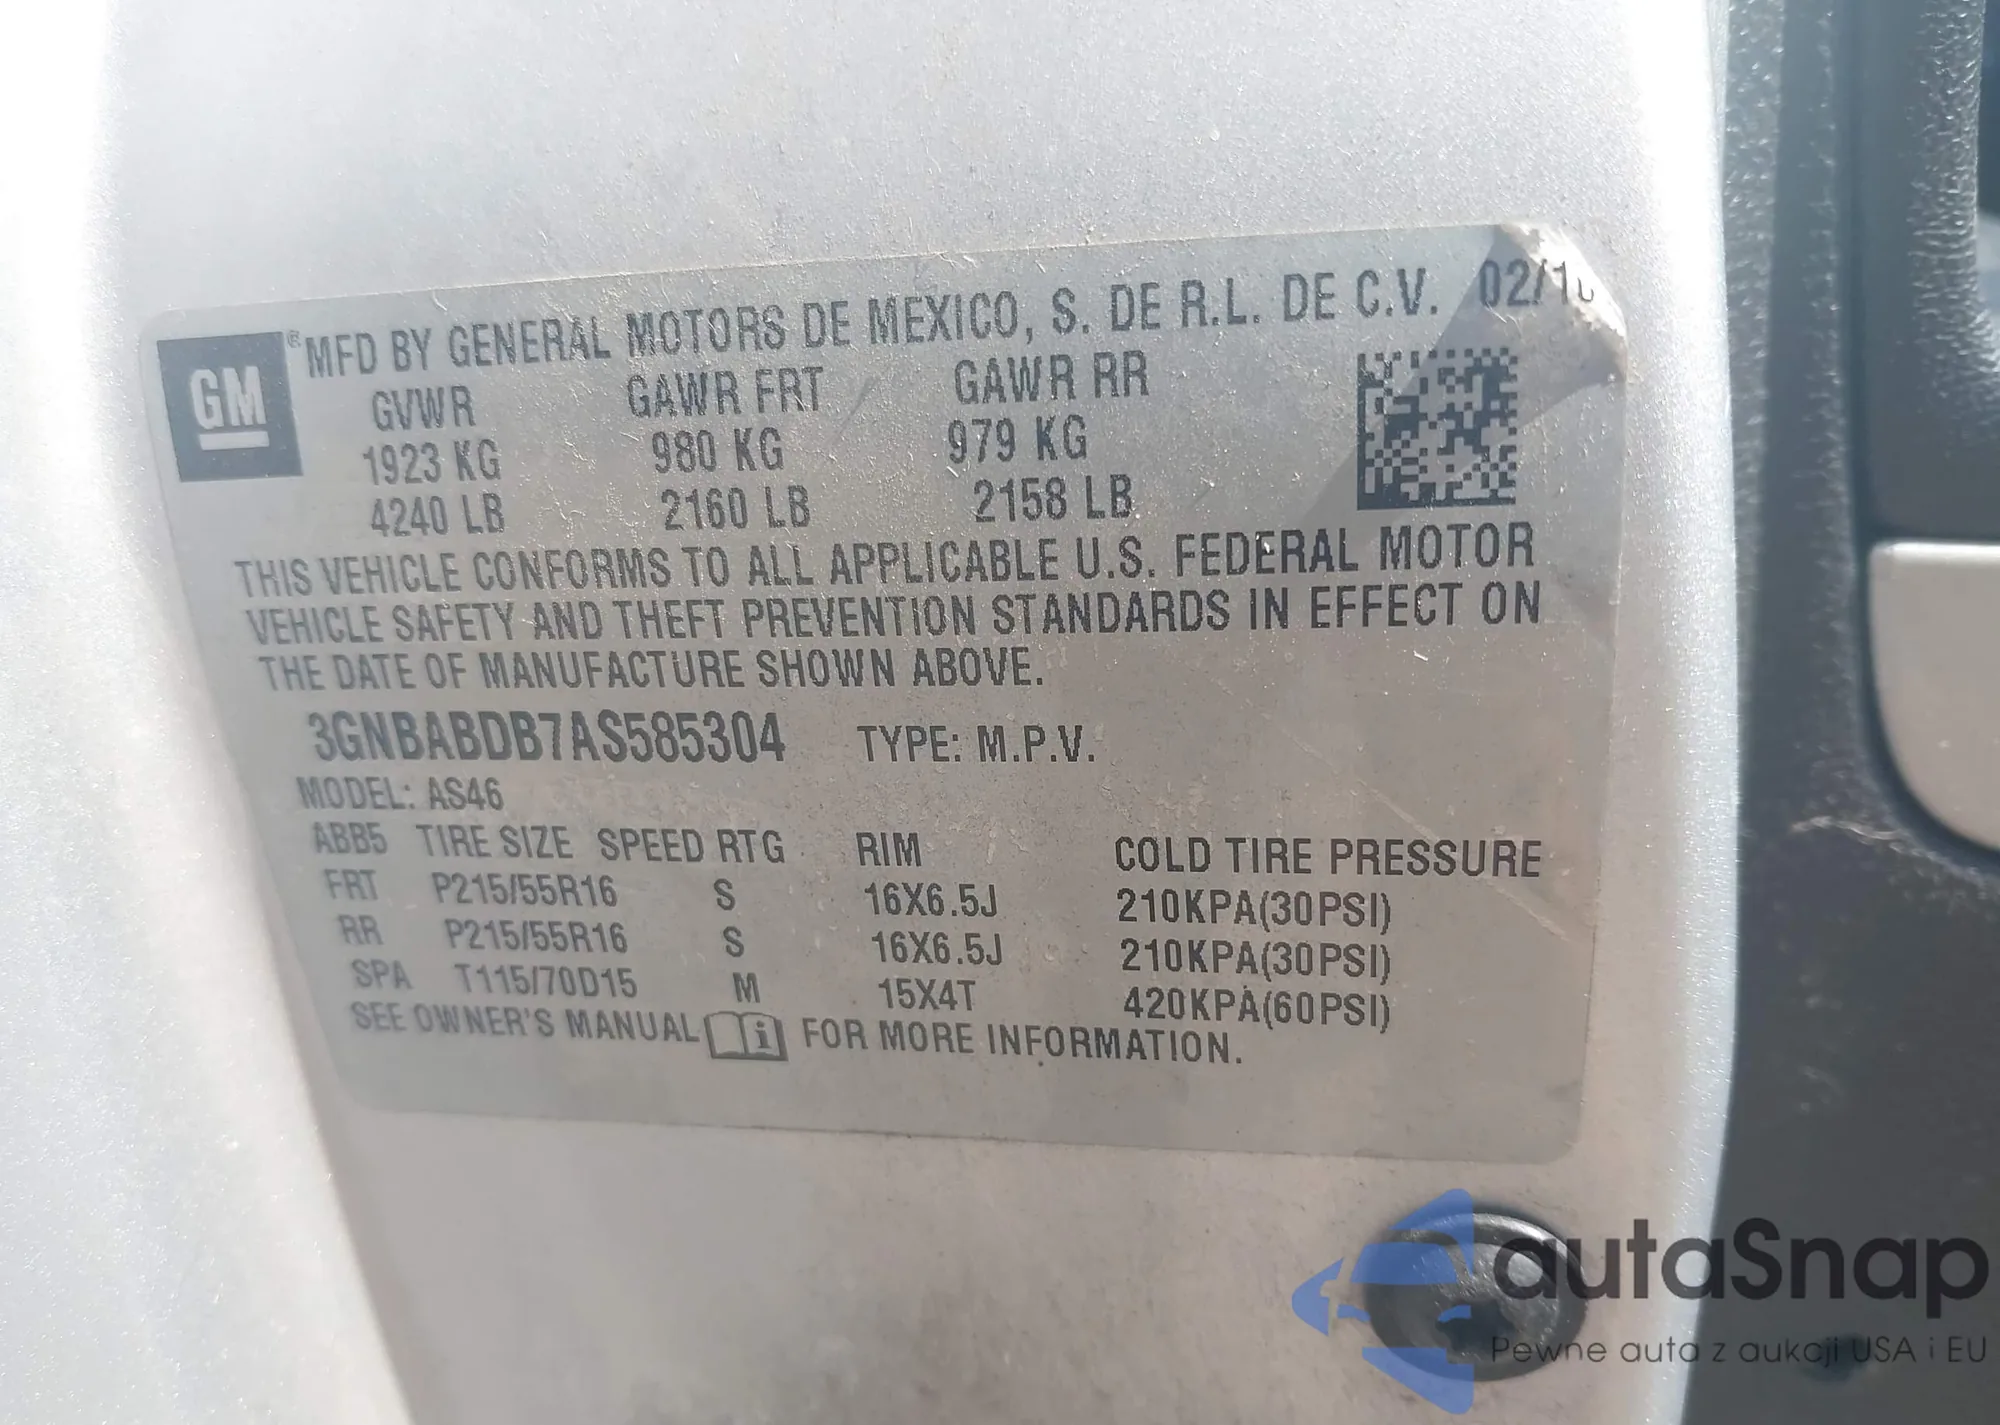 GM® MFD BY GENERAL MOTORS DE MEXICO, S. DE R.L. DE C.V. 02/10
GVWR GAWR FRT GAWR RR
1923 KG 980 KG 979 KG
4240 LB 2160 LB 2158 LB
THIS VEHICLE CONFORMS TO ALL APPLICABLE U.S. FEDERAL MOTOR
VEHICLE SAFETY AND THEFT PREVENTION STANDARDS IN EFFECT ON
THE DATE OF MANUFACTURE SHOWN ABOVE.
3GNBABDB7AS585304 TYPE: M.P.V.
MODEL: AS46
ABB5 TIRE SIZE SPEED RTG RIM COLD TIRE PRESSURE
FRT P215/55R16 S 16X6.5J 210KPA(30PSI)
RR P215/55R16 S 16X6.5J 210KPA(30PSI)
SPA T115/70D15 M 15X4T 420KPA(60PSI)
SEE OWNER'S MANUAL i FOR MORE INFORMATION.
autaSnap
Pewne auta z aukcji USA i EU